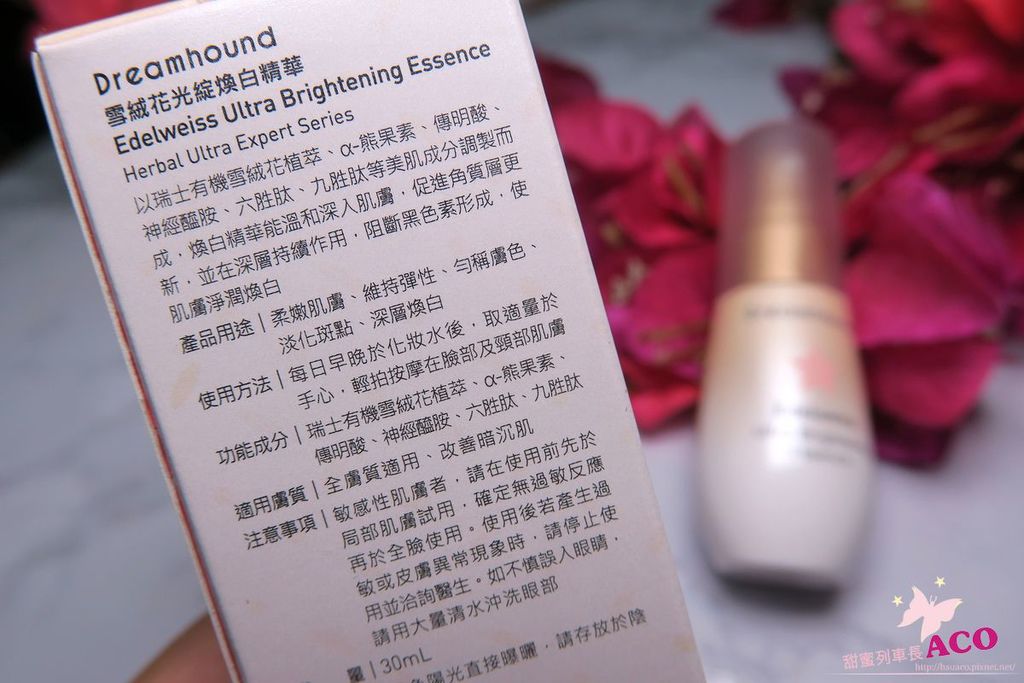 Dreamhound
雪絨花光綻煥白精華
Edelweiss Ultra Brightening Essence
Herbal Ultra Expert Series
以瑞士有機雪絨花植萃、α-熊果素、傳明酸、
神經醯胺、六胜肽、九胜肽等美肌成分調製而
成，煥白精華能溫和深入肌膚，促進角質層更
新，並在深層持續作用，阻斷黑色素形成，使
肌膚淨潤煥白
產品用途｜柔嫩肌膚、維持彈性、勻稱膚色、
淡化斑點、深層煥白
使用方法｜每日早晚於化妝水後，取適量於
手心，輕拍按摩在臉部及頸部肌膚
功能成分｜瑞士有機雪絨花植萃、α-熊果素、
傳明酸、神經醯胺、六胜肽、九胜肽
適用膚質｜全膚質適用、改善暗沉肌
注意事項｜敏感性肌膚者，請在使用前先於
局部肌膚試用，確定無過敏反應
再於全臉使用。使用後若產生過
敏或皮膚異常現象時，請停止使
用並洽詢醫生。如不慎誤入眼睛，
請用大量清水沖洗眼部
量｜30mL
陽光直接曝曬，請存放於陰
甜蜜列車長ACO
http://hsuaco.pixnet.net/